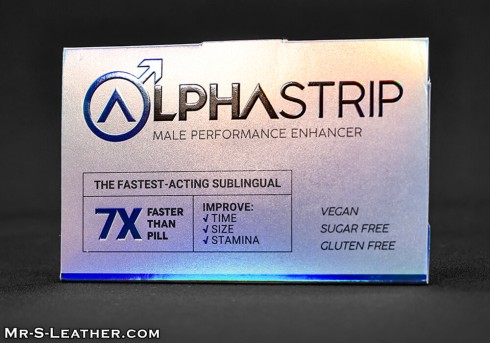 ALPHASTRIP
MALE PERFORMANCE ENHANCER
THE FASTEST-ACTING SUBLINGUAL
7X FASTER THAN PILL
IMPROVE:
√ TIME
√ SIZE
√ STAMINA
VEGAN
SUGAR FREE
GLUTEN FREE
MR-S-LEATHER.COM